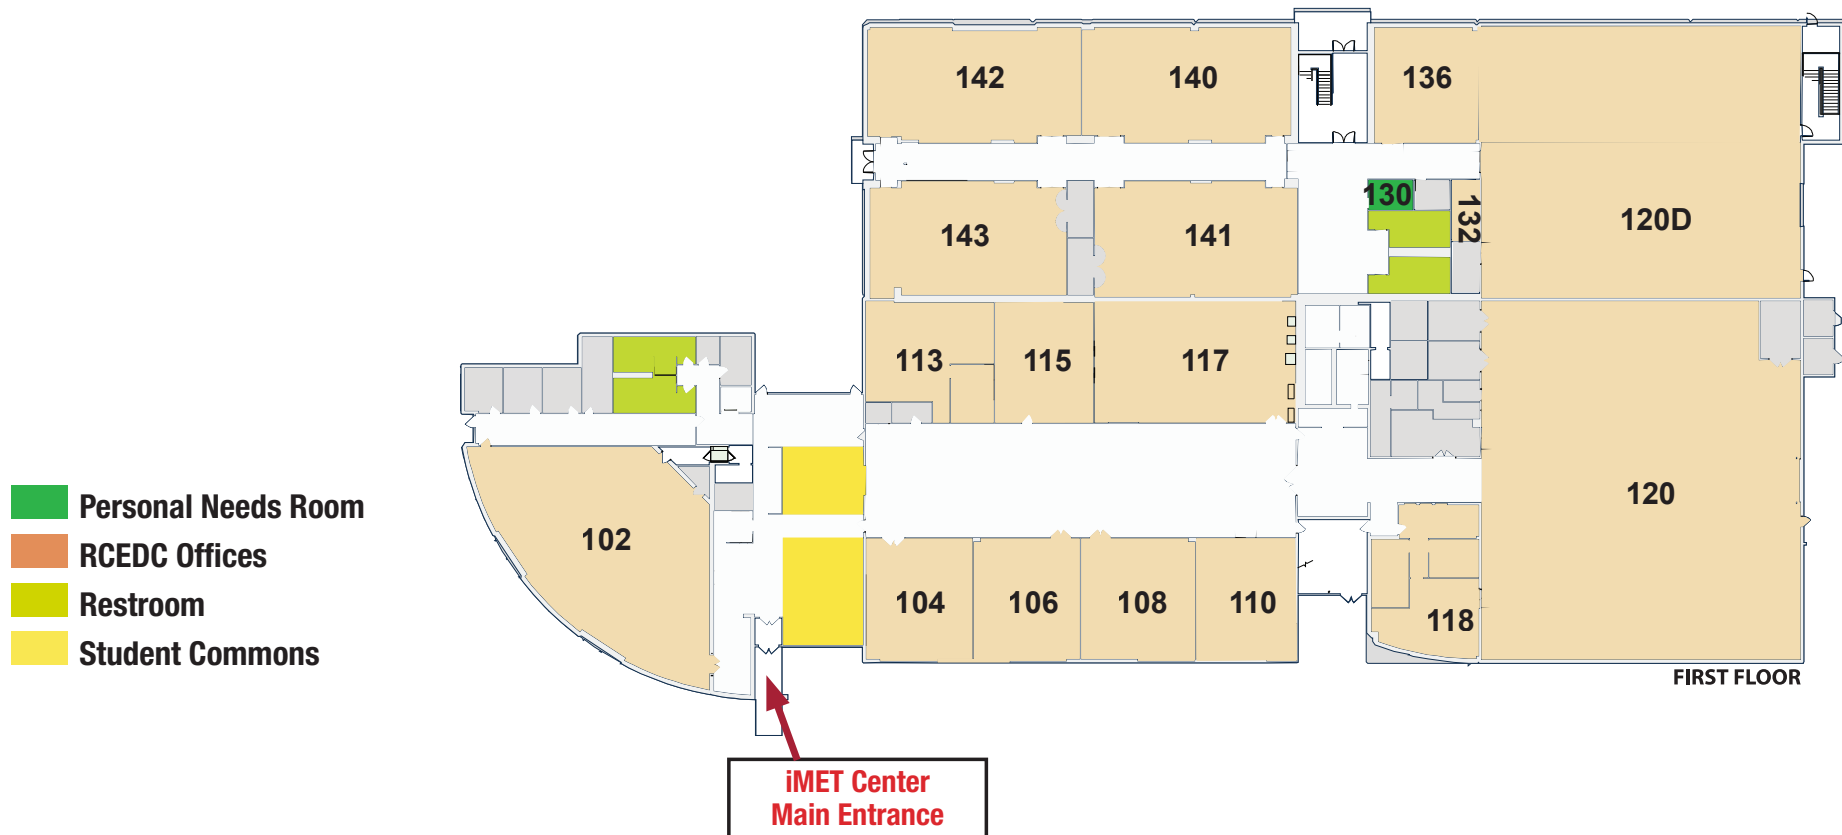 142
140
136
130
132
120D
143
141
113
115
117
102
120
104
106
108
110
118
Personal Needs Room
RCEDC Offices
Restroom
Student Commons
FIRST FLOOR
iMET Center
Main Entrance